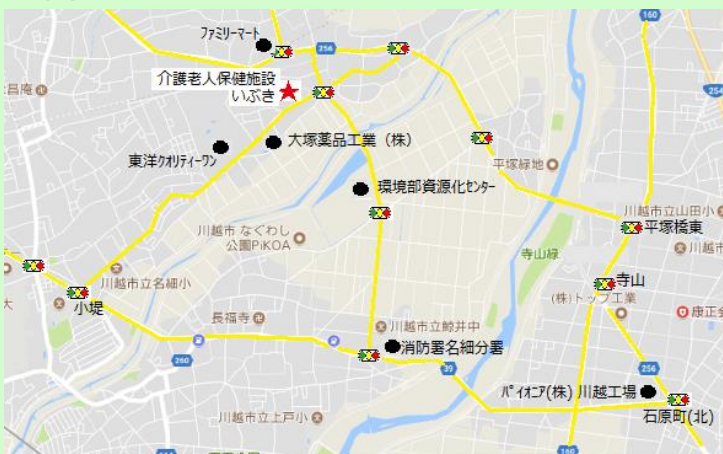 160
ファミリーマート
256
254
介護老人保健施設
いぶき
昌庵
大塚薬品工業（株）
東洋クオリティーワン
平塚緑地
環境部資源化センター
川越市立山田小
平塚橋東
川越市 なぐわし
公園PiKOA
寺山緑
川越市立名細小
寺山
小堤
(株)トップ工業
康正会
長福寺
川越市立鯨井中
消防署名細分署
260
39
256
パイオニア(株) 川越工場
石原町(北)
川越市立上戸小
160